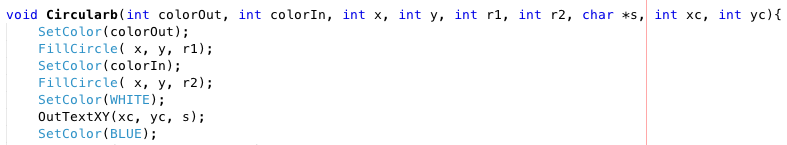 void Circularb(int colorOut, int colorIn, int x, int y, int r1, int r2, char *s, int xc, int yc){
SetColor(colorOut);
FillCircle( x, y, r1);
SetColor(colorIn);
FillCircle( x, y, r2);
SetColor(WHITE);
OutTextXY(xc, yc, s);
SetColor(BLUE);